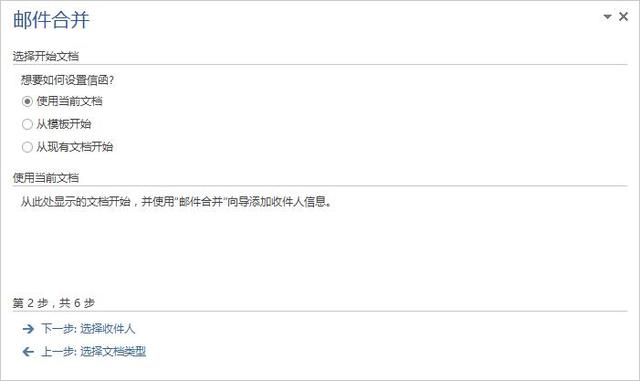 邮件合并
选择开始文档
想要如何设置信函?
使用当前文档
从模板开始
从现有文档开始
使用当前文档
从此处显示的文档开始，并使用"邮件合并"向导添加收件人信息。
第 2 步，共 6 步
下一步: 选择收件人
上一步: 选择文档类型